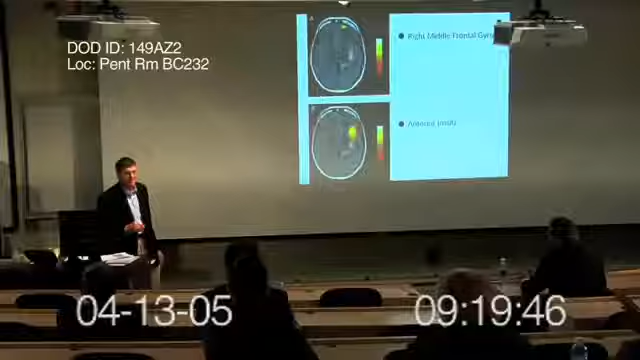 DOD ID: 149AZ2
Loc: Pent Rm BC232
Right Middle Frontal Gyrus
Anterior Insula
04-13-05
09:19:46